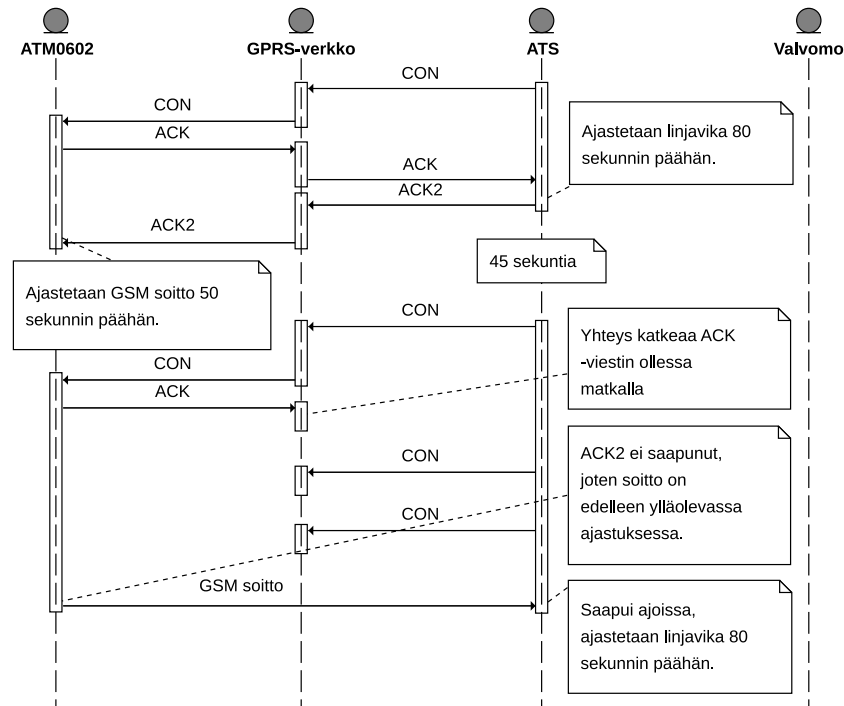 ATM0602
GPRS-verkko
ATS
Valvomo
CON
CON
ACK
ACK
ACK2
ACK2
Ajastetaan linjavika 80
sekunnin päähän.
45 sekuntia
Ajastetaan GSM soitto 50
sekunnin päähän.
CON
CON
ACK
Yhteys katkeaa ACK
-viestin ollessa
matkalla
CON
CON
ACK2 ei saapunut,
joten soitto on
edelleen ylläolevassa
ajastuksessa.
GSM soitto
Saapui ajoissa,
ajastetaan linjavika 80
sekunnin päähän.